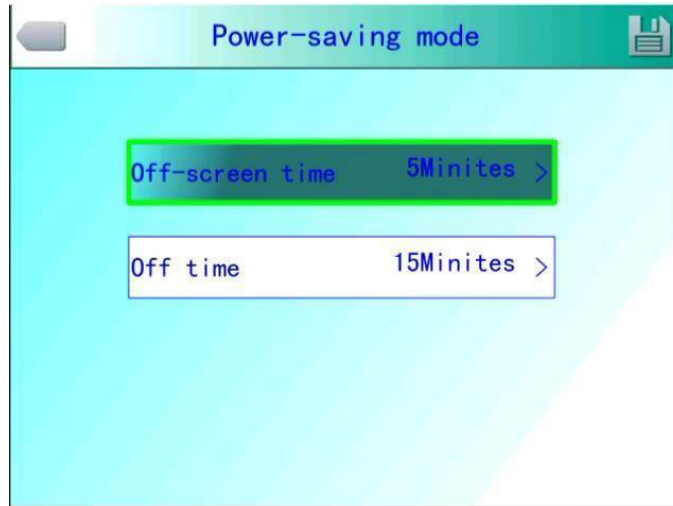 Power-saving mode
Off-screen time 5Minites >
Off time 15Minites >